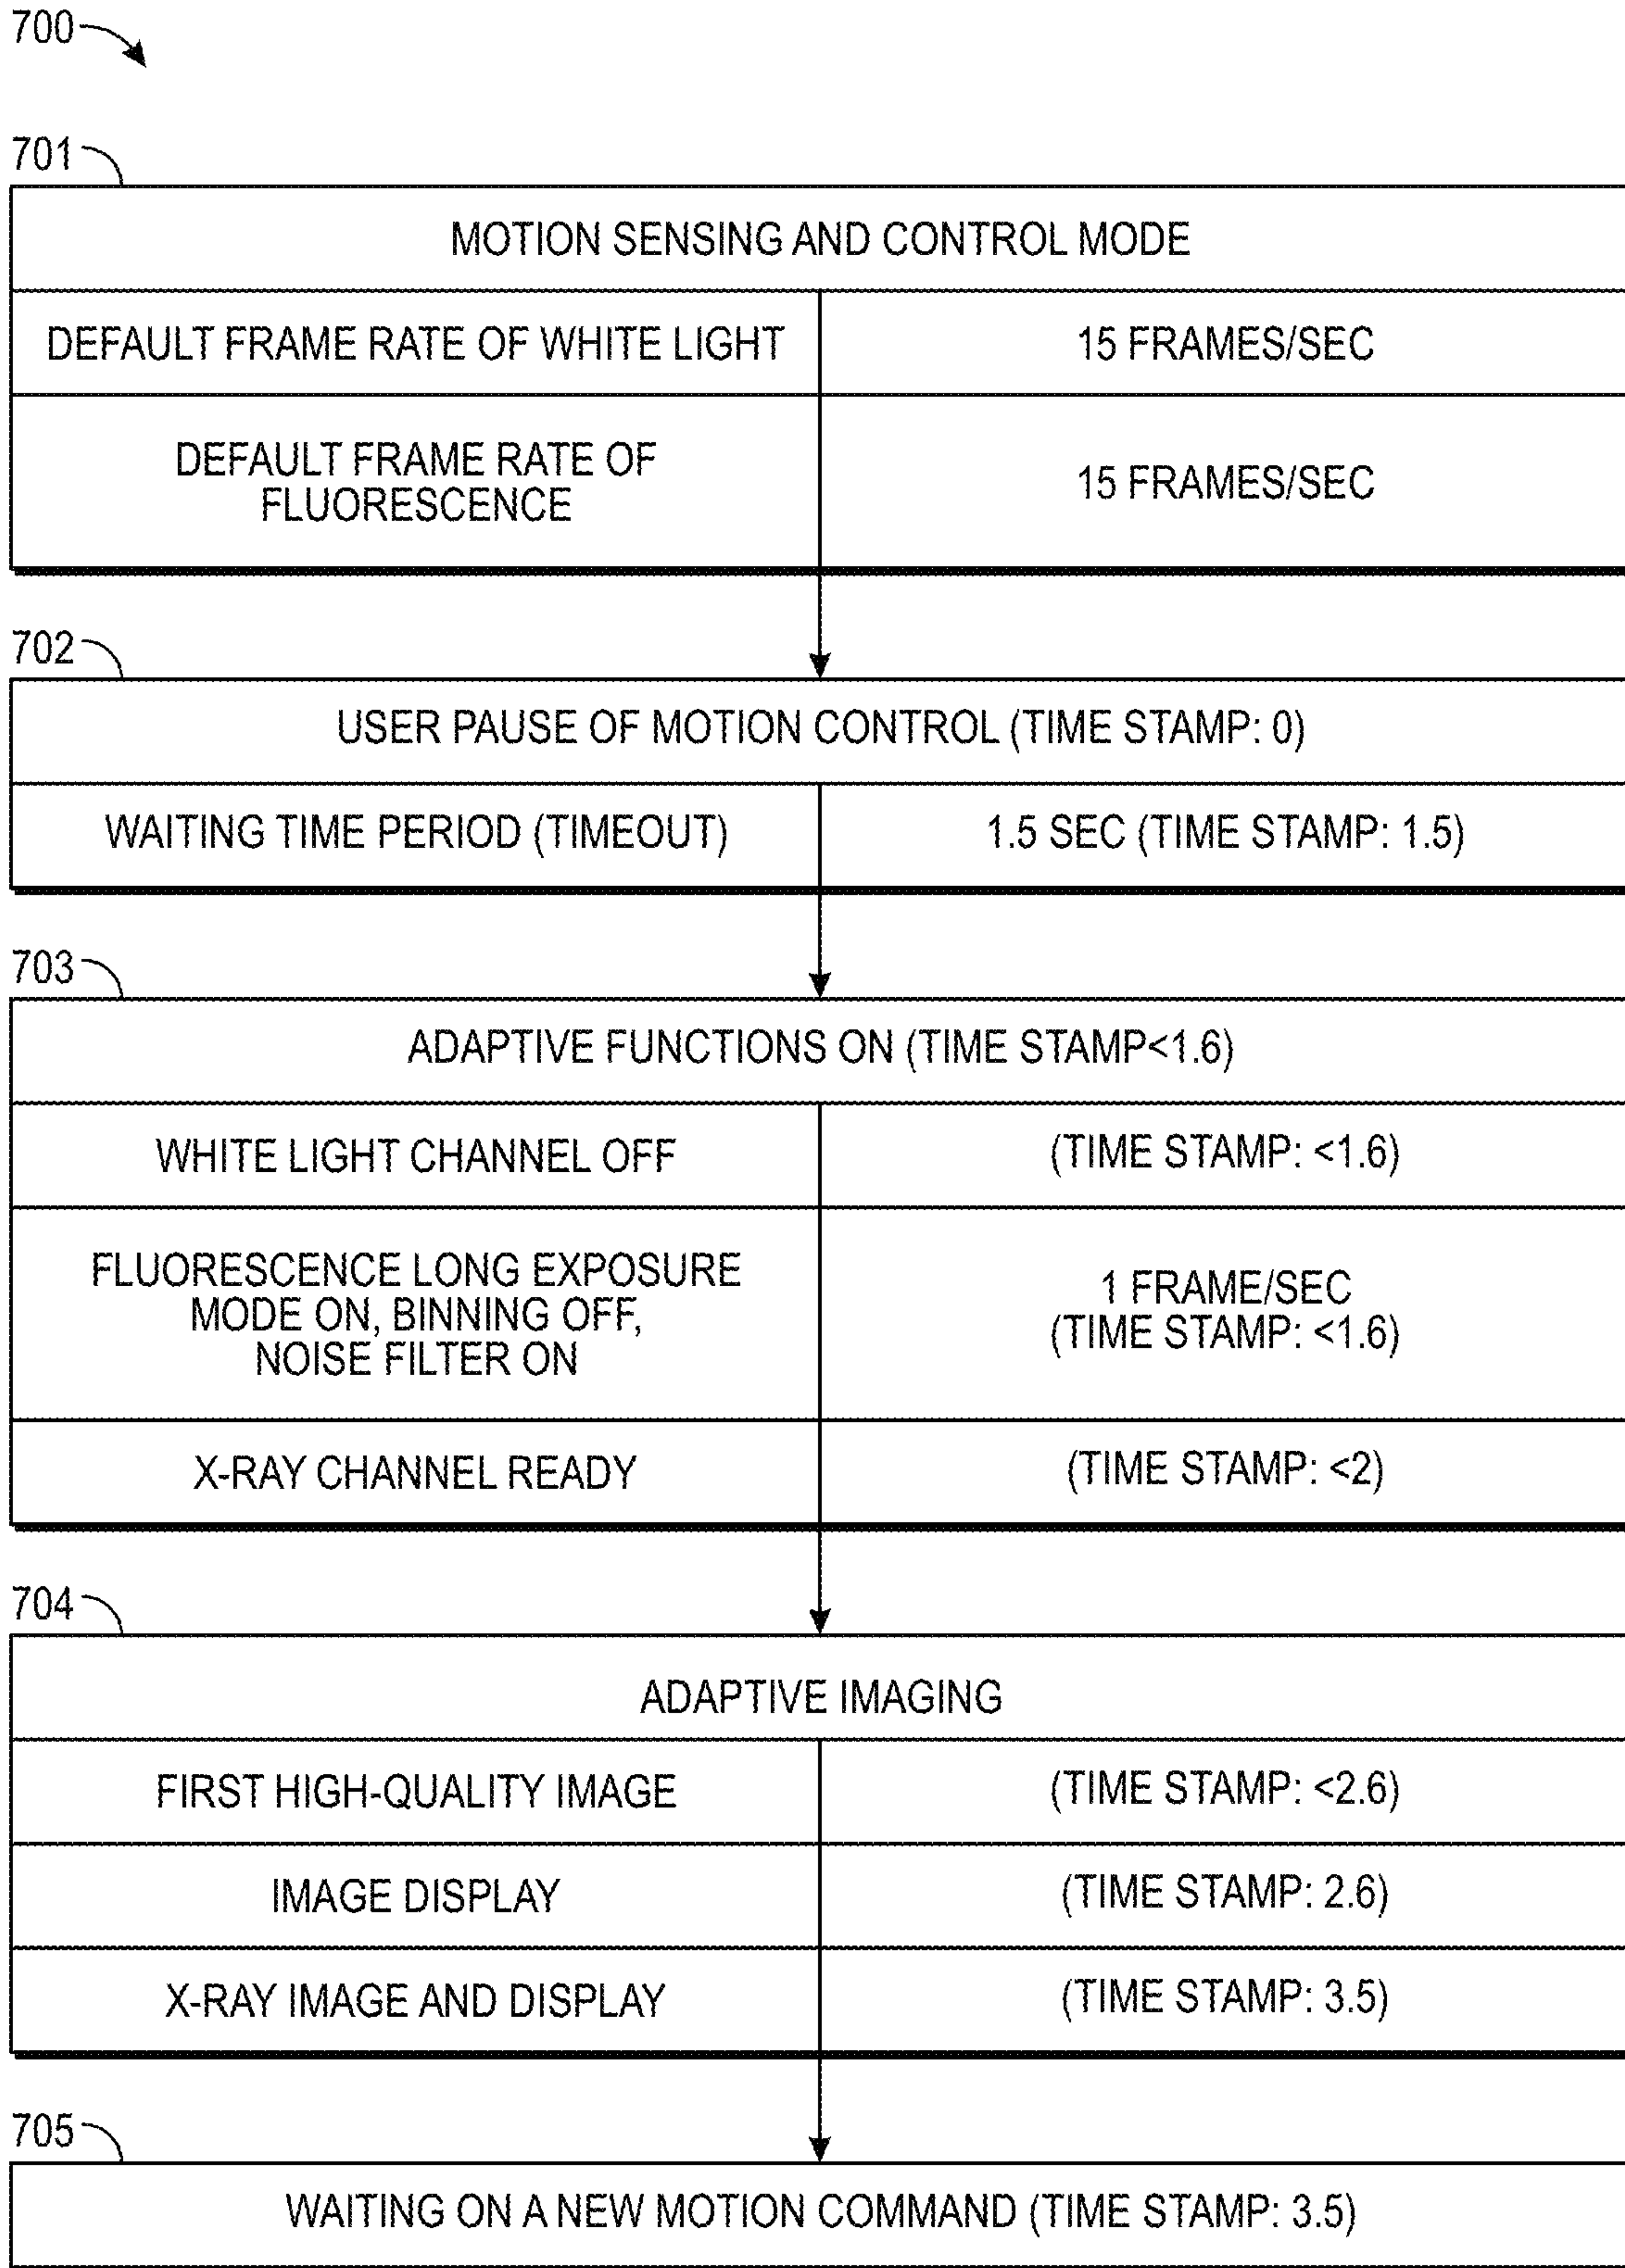 700
701
MOTION SENSING AND CONTROL MODE
DEFAULT FRAME RATE OF WHITE LIGHT
15 FRAMES/SEC
DEFAULT FRAME RATE OF
FLUORESCENCE
15 FRAMES/SEC
702
USER PAUSE OF MOTION CONTROL (TIME STAMP: 0)
WAITING TIME PERIOD (TIMEOUT)
1.5 SEC (TIME STAMP: 1.5)
703
ADAPTIVE FUNCTIONS ON (TIME STAMP<1.6)
WHITE LIGHT CHANNEL OFF
(TIME STAMP: <1.6)
FLUORESCENCE LONG EXPOSURE
MODE ON, BINNING OFF,
NOISE FILTER ON
1 FRAME/SEC
(TIME STAMP: <1.6)
X-RAY CHANNEL READY
(TIME STAMP: <2)
704
ADAPTIVE IMAGING
FIRST HIGH-QUALITY IMAGE
(TIME STAMP: <2.6)
IMAGE DISPLAY
(TIME STAMP: 2.6)
X-RAY IMAGE AND DISPLAY
(TIME STAMP: 3.5)
705
WAITING ON A NEW MOTION COMMAND (TIME STAMP: 3.5)